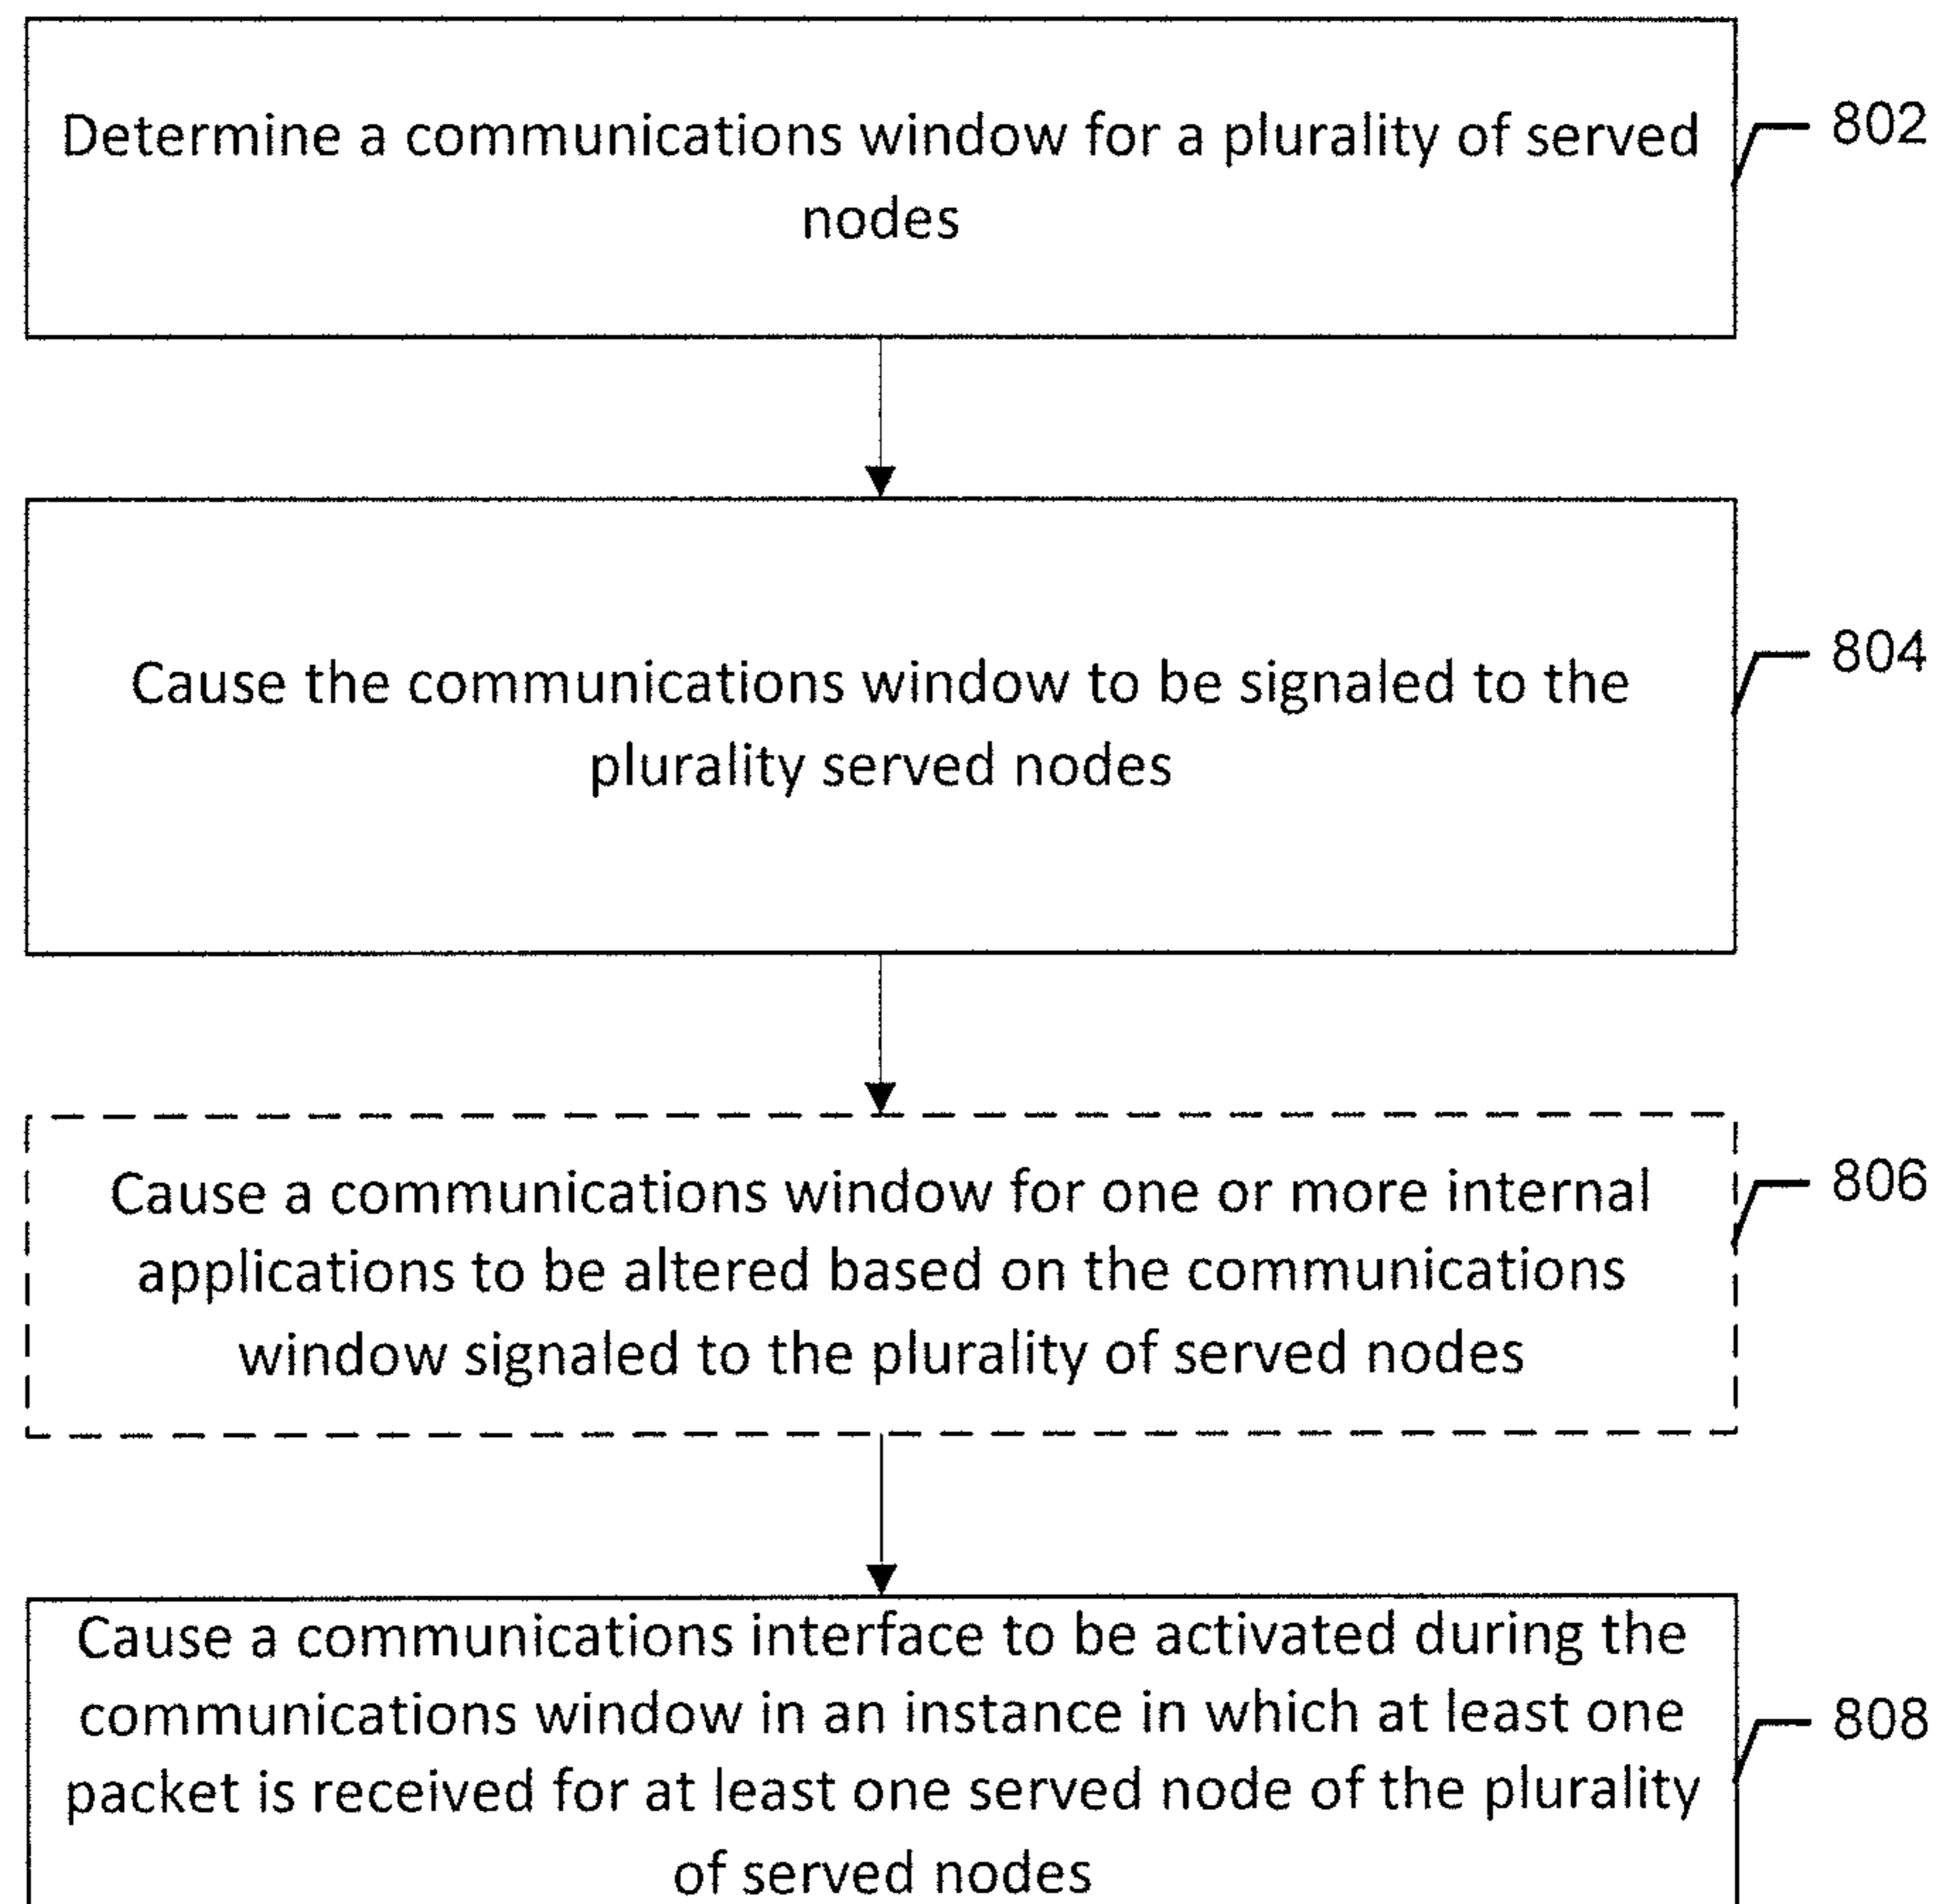 Determine a communications window for a plurality of served
nodes
802
Cause the communications window to be signaled to the
plurality served nodes
804
Cause a communications window for one or more internal
applications to be altered based on the communications
window signaled to the plurality of served nodes
806
Cause a communications interface to be activated during the
communications window in an instance in which at least one
packet is received for at least one served node of the plurality
of served nodes
808